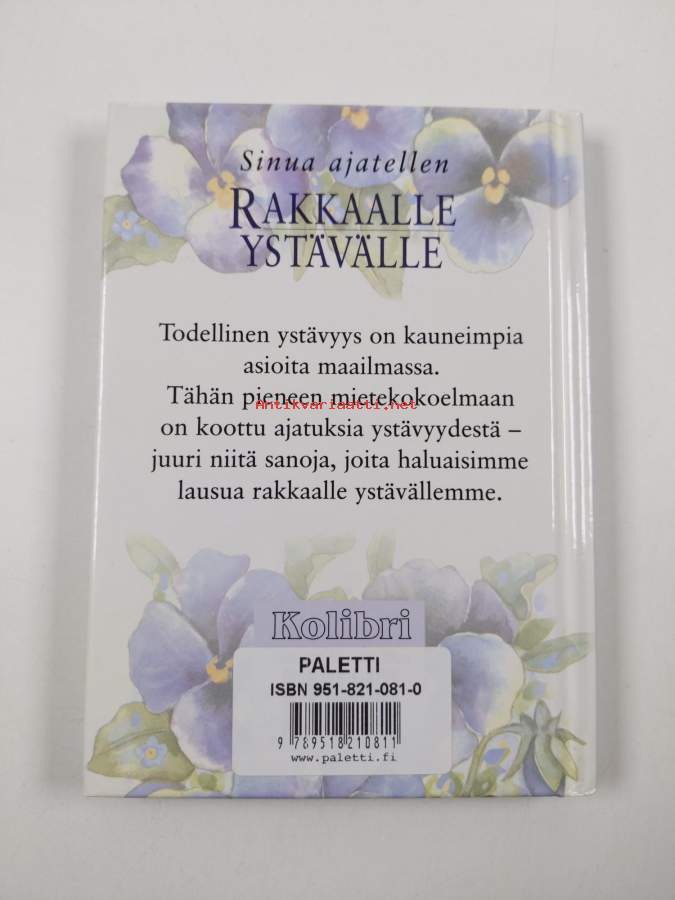 Sinua ajatellen
RAKKAALLE
YSTÄVÄLLE
Todellinen ystävyys on kauneimpia
asioita maailmassa.
Tähän pieneen mietekokoelmaan
Antikvariaatti.net
on koottu ajatuksia ystävyydestä –
juuri niitä sanoja, joita haluaisimme
lausua rakkaalle ystävällemme.
Kolibri
PALETTI
ISBN 951-821-081-0
9 789518 210811
www.paletti.fi